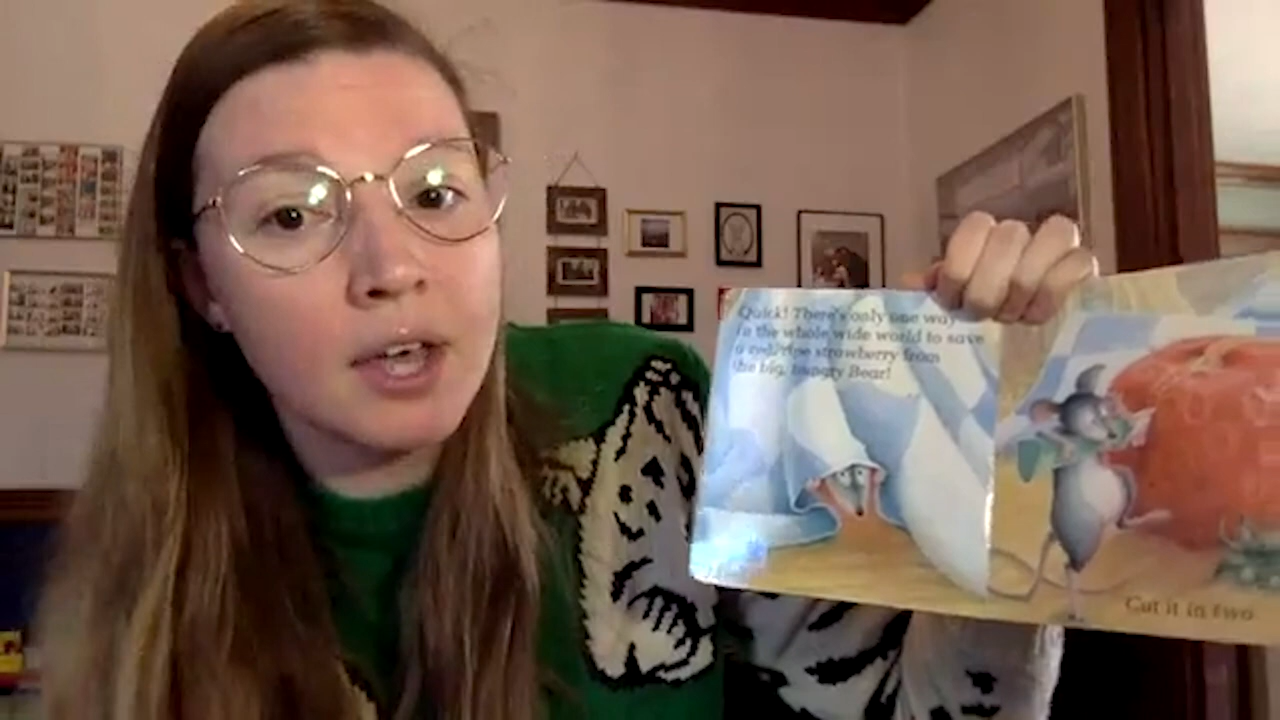 Quick! There's only one way
in the whole wide world to save
a red, ripe strawberry from
the big, hungry Bear!
Cut it in two.